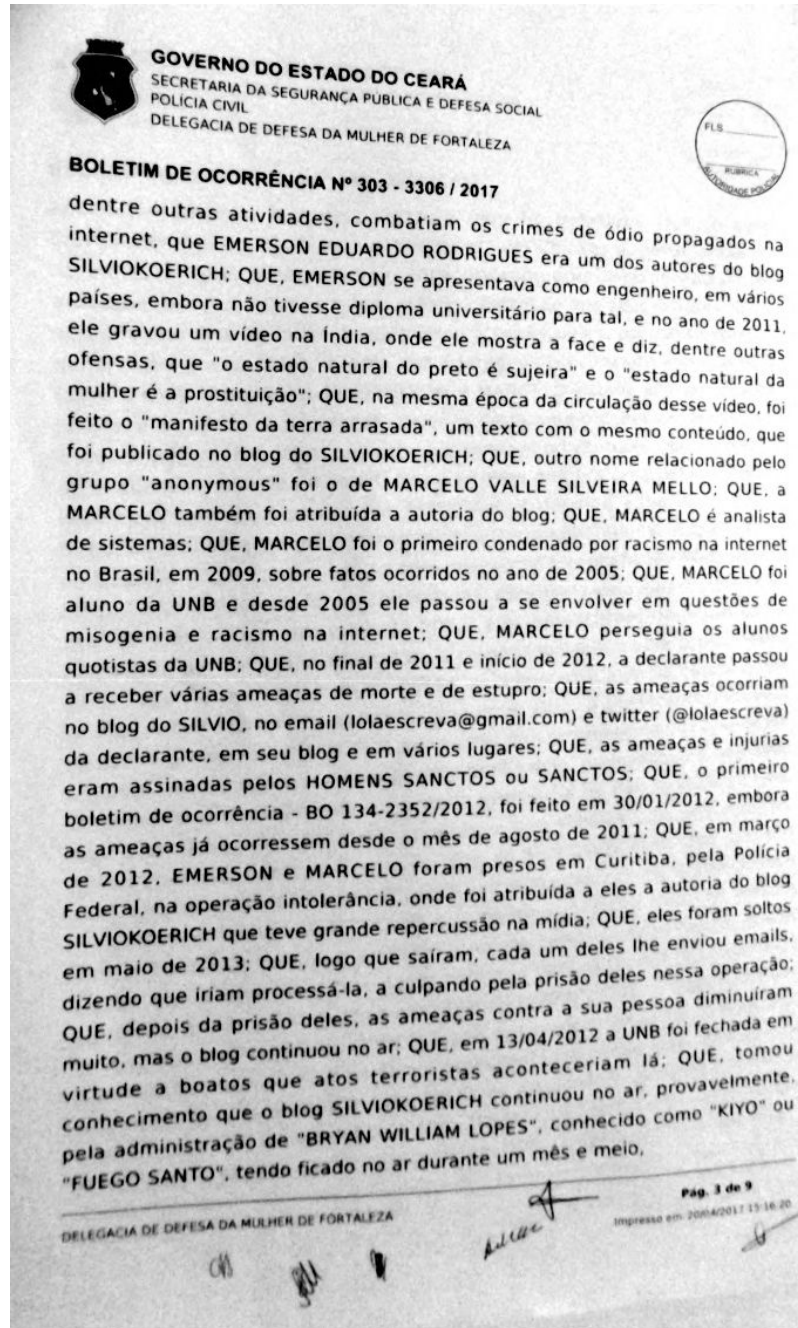 GOVERNO DO ESTADO DO CEARÁ
SECRETARIA DA SEGURANÇA PÚBLICA E DEFESA SOCIAL
POLÍCIA CIVIL
DELEGACIA DE DEFESA DA MULHER DE FORTALEZA
FLS
RUBRICA
AUTORIDADE POLICIAL
BOLETIM DE OCORRÊNCIA Nº 303 - 3306 / 2017
dentre outras atividades, combatiam os crimes de ódio propagados na
internet, que EMERSON EDUARDO RODRIGUES era um dos autores do blog
SILVIOKOERICH; QUE, EMERSON se apresentava como engenheiro, em vários
países, embora não tivesse diploma universitário para tal, e no ano de 2011,
ele gravou um vídeo na Índia, onde ele mostra a face e diz, dentre outras
ofensas, que "o estado natural do preto é sujeira" e o "estado natural da
mulher é a prostituição"; QUE, na mesma época da circulação desse vídeo, foi
feito o "manifesto da terra arrasada", um texto com o mesmo conteúdo, que
foi publicado no blog do SILVIOKOERICH; QUE, outro nome relacionado pelo
grupo "anonymous" foi o de MARCELO VALLE SILVEIRA MELLO; QUE, a
MARCELO também foi atribuída a autoria do blog; QUE, MARCELO é analista
de sistemas; QUE, MARCELO foi o primeiro condenado por racismo na internet
no Brasil, em 2009, sobre fatos ocorridos no ano de 2005; QUE, MARCELO foi
aluno da UNB e desde 2005 ele passou a se envolver em questões de
misogenia e racismo na internet; QUE, MARCELO perseguia os alunos
quotistas da UNB; QUE, no final de 2011 e início de 2012, a declarante passou
a receber várias ameaças de morte e de estupro; QUE, as ameaças ocorriam
no blog do SILVIO, no email (lolaescreva@gmail.com) e twitter (@lolaescreva)
da declarante, em seu blog e em vários lugares; QUE, as ameaças e injurias
eram assinadas pelos HOMENS SANCTOS ou SANCTOS; QUE, o primeiro
boletim de ocorrência - BO 134-2352/2012, foi feito em 30/01/2012, embora
as ameaças já ocorressem desde o mês de agosto de 2011; QUE, em março
de 2012, EMERSON e MARCELO foram presos em Curitiba, pela Polícia
Federal, na operação intolerância, onde foi atribuída a eles a autoria do blog
SILVIOKOERICH que teve grande repercussão na mídia; QUE, eles foram soltos
em maio de 2013; QUE, logo que saíram, cada um deles lhe enviou emails,
dizendo que iriam processá-la, a culpando pela prisão deles nessa operação;
QUE, depois da prisão deles, as ameaças contra a sua pessoa diminuíram
muito, mas o blog continuou no ar; QUE, em 13/04/2012 a UNB foi fechada em
virtude a boatos que atos terroristas aconteceriam lá; QUE, tomou
conhecimento que o blog SILVIOKOERICH continuou no ar, provavelmente,
pela administração de "BRYAN WILLIAM LOPES", conhecido como "KIYO" ou
"FUEGO SANTO", tendo ficado no ar durante um mês e meio,
DELEGACIA DE DEFESA DA MULHER DE FORTALEZA
Pág. 3 de 9
Impresso em: 20/04/2017 15:16:20